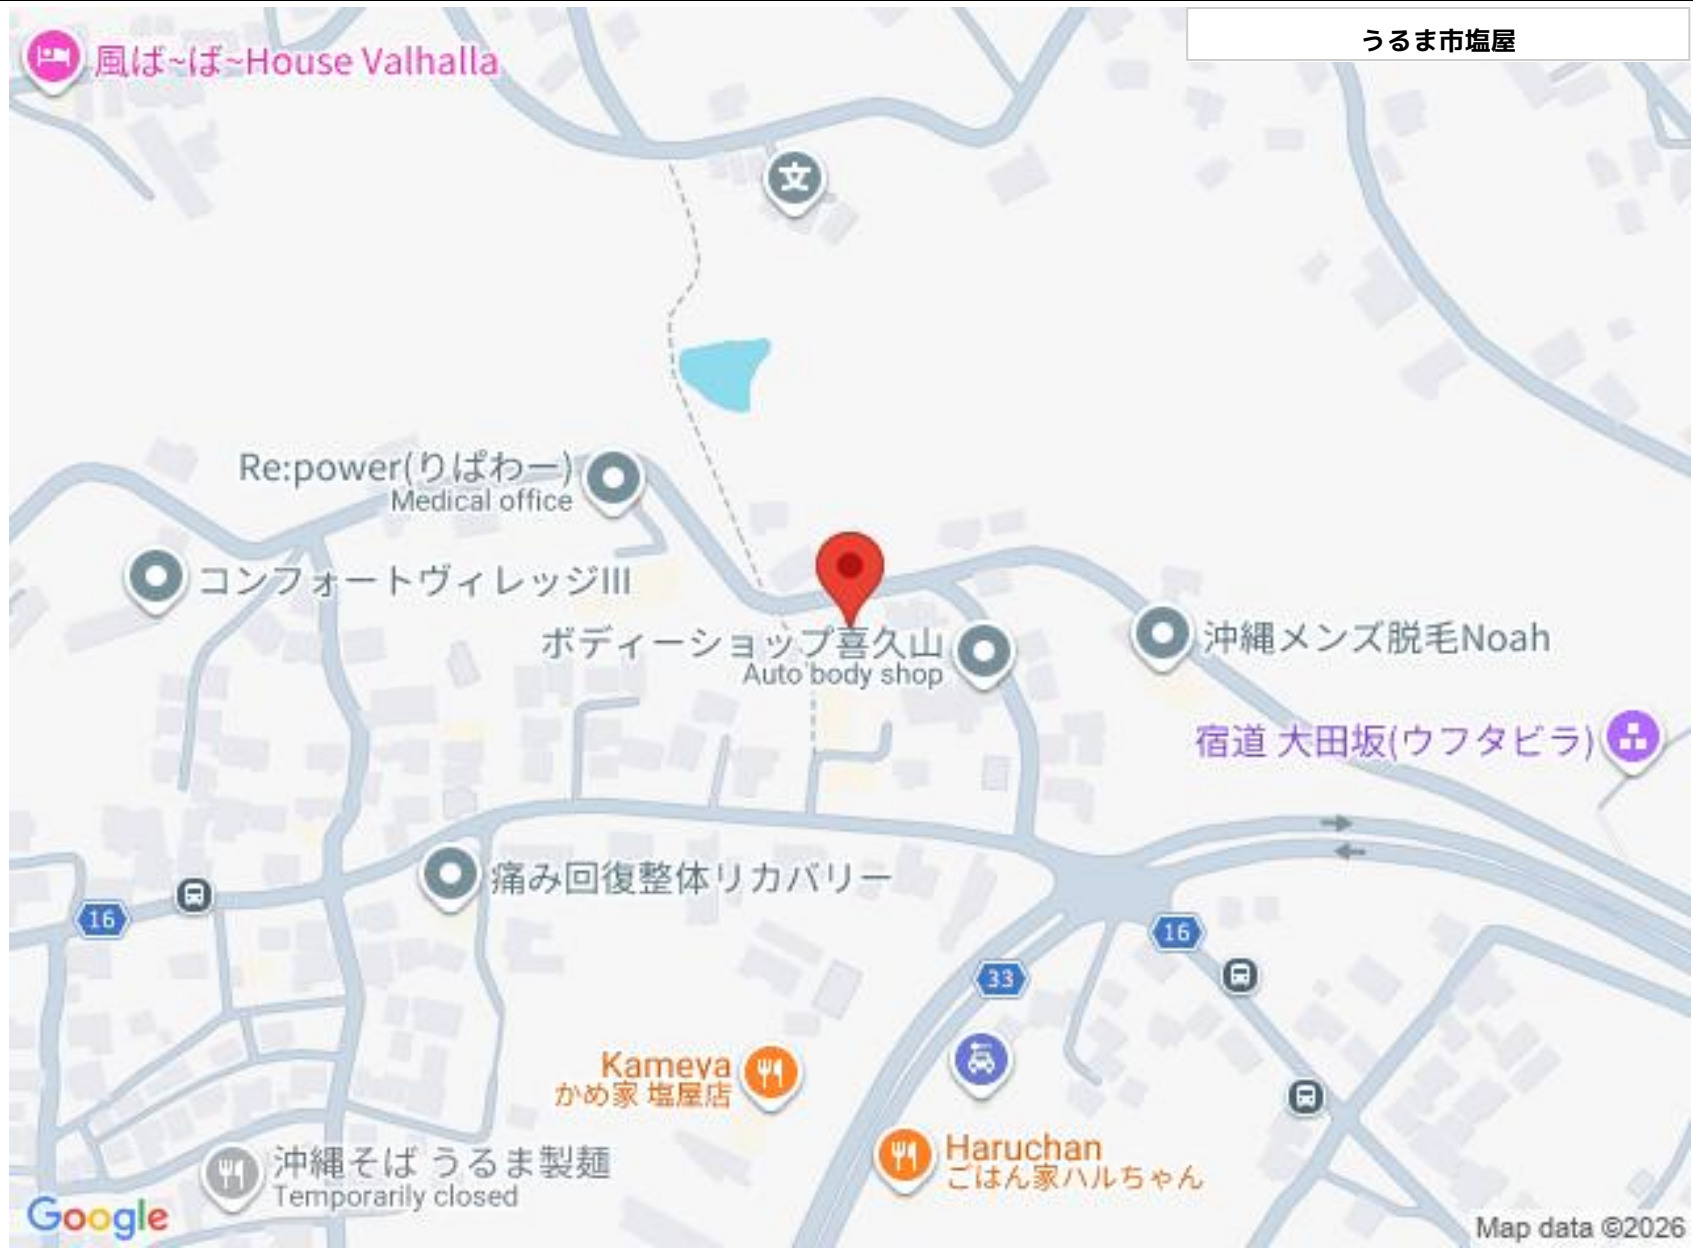 うるま市塩屋
風ば~ば~House Valhalla
文
Re:power(りぱわー)
Medical office
コンフォートヴィレッジIII
ボディーショップ喜久山
Auto body shop
沖縄メンズ脱毛Noah
宿道 大田坂(ウフタビラ)
痛み回復整体リカバリー
16
16
33
Kameya
かめ家 塩屋店
Haruchan
ごはん家ハルちゃん
沖縄そば うるま製麺
Temporarily closed
Google
Map data ©2026